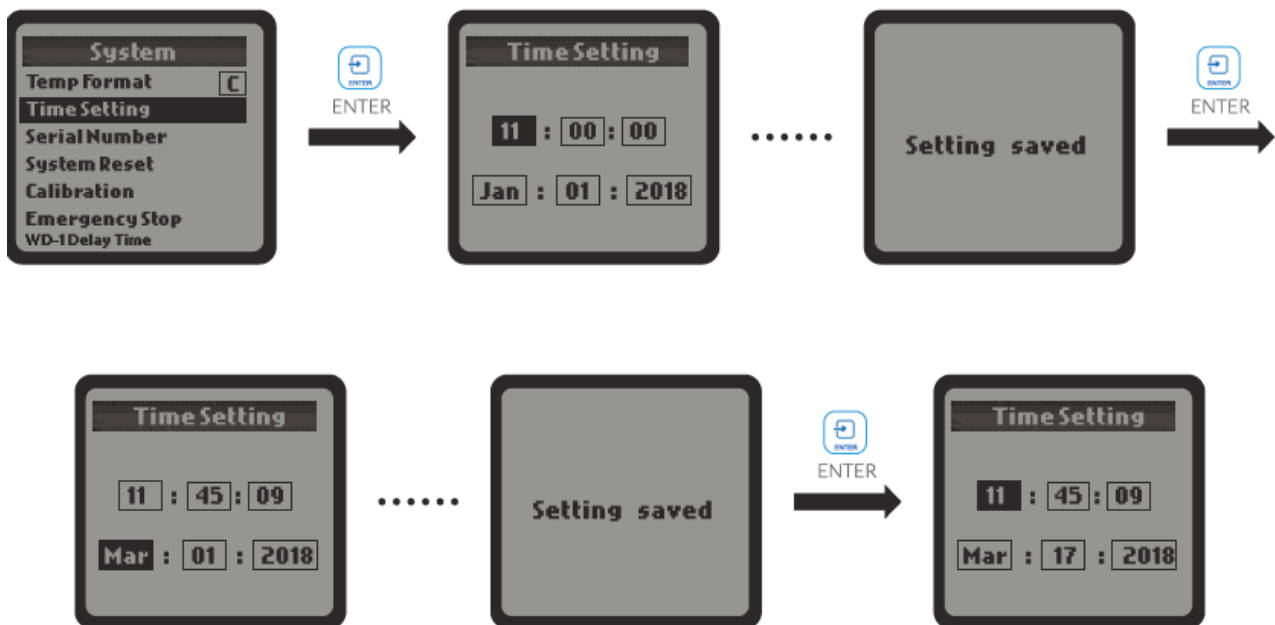 System
Temp Format C
Time Setting
Serial Number
System Reset
Calibration
Emergency Stop
WD-1 Delay Time
ENTER
ENTER
Time Setting
11 : 00 : 00
Jan : 01 : 2018
......
Setting saved
ENTER
ENTER
Time Setting
11 : 45 : 09
Mar : 01 : 2018
......
Setting saved
ENTER
ENTER
Time Setting
11 : 45 : 09
Mar : 17 : 2018